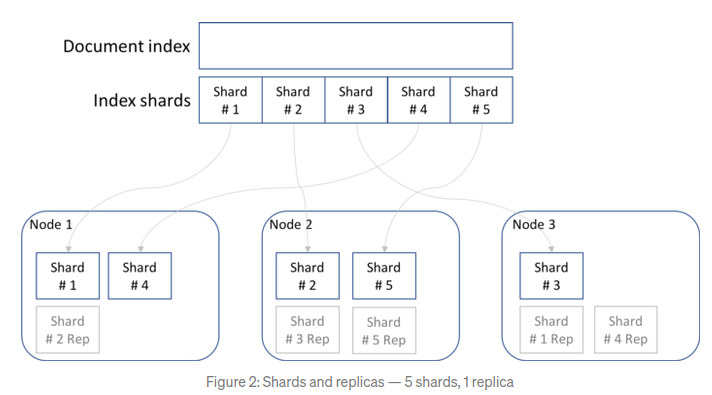 Document index
Index shards
Shard # 1
Shard # 2
Shard # 3
Shard # 4
Shard # 5
Node 1
Shard # 1
Shard # 4
Shard # 2 Rep
Node 2
Shard # 2
Shard # 5
Shard # 3 Rep
Shard # 5 Rep
Node 3
Shard # 3
Shard # 1 Rep
Shard # 4 Rep
Figure 2: Shards and replicas — 5 shards, 1 replica